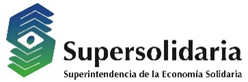 Supersolidaria
Superintendencia de la Economía Solidaria